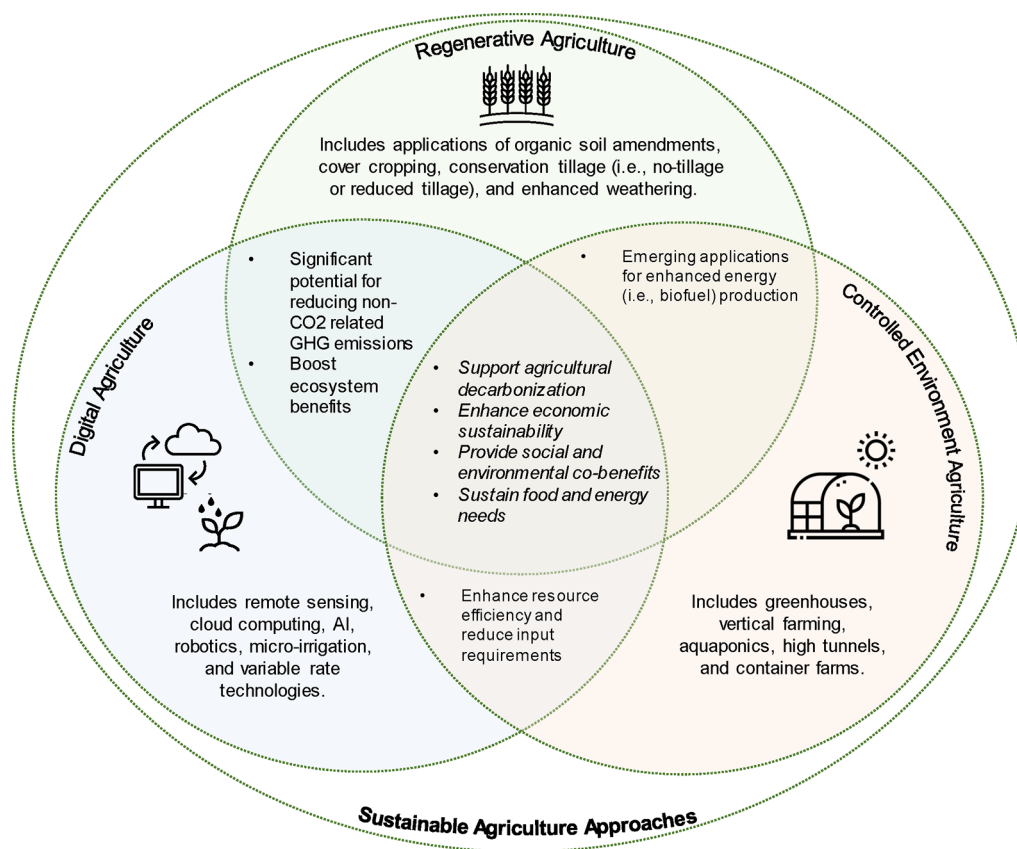 Regenerative Agriculture
Includes applications of organic soil amendments,
cover cropping, conservation tillage (i.e., no-tillage
or reduced tillage), and enhanced weathering.
• Significant
potential for
reducing non-
CO2 related
GHG emissions
• Boost
ecosystem
benefits
• Emerging applications
for enhanced energy
(i.e., biofuel) production
Digital Agriculture
Controlled Environment Agriculture
• Support agricultural
decarbonization
• Enhance economic
sustainability
• Provide social and
environmental co-benefits
• Sustain food and energy
needs
Includes remote sensing,
cloud computing, AI,
robotics, micro-irrigation,
and variable rate
technologies.
• Enhance resource
efficiency and
reduce input
requirements
Includes greenhouses,
vertical farming,
aquaponics, high tunnels,
and container farms.
Sustainable Agriculture Approaches